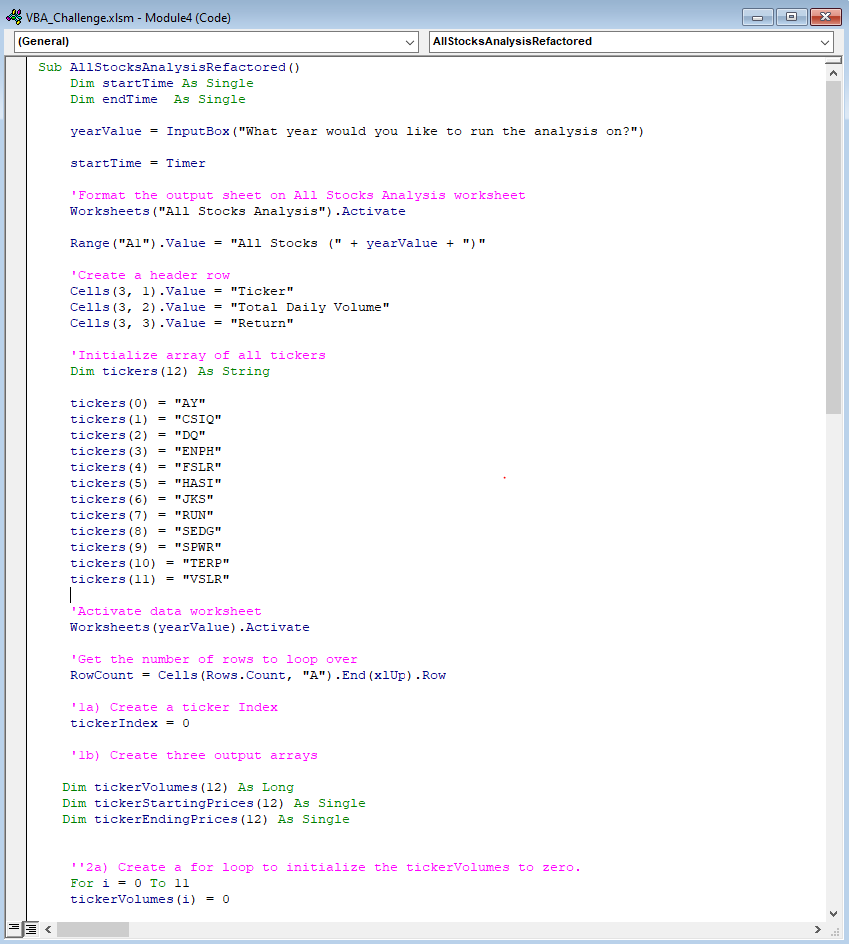 VBA_Challenge.xlsm - Module4 (Code)
(General) AllStocksAnalysisRefactored
Sub AllStocksAnalysisRefactored()
    Dim startTime As Single
    Dim endTime  As Single
    yearValue = InputBox("What year would you like to run the analysis on?")
    startTime = Timer
    'Format the output sheet on All Stocks Analysis worksheet
    Worksheets("All Stocks Analysis").Activate
    Range("A1").Value = "All Stocks (" + yearValue + ")"
    'Create a header row
    Cells(3, 1).Value = "Ticker"
    Cells(3, 2).Value = "Total Daily Volume"
    Cells(3, 3).Value = "Return"
    'Initialize array of all tickers
    Dim tickers(12) As String
    tickers(0) = "AY"
    tickers(1) = "CSIQ"
    tickers(2) = "DQ"
    tickers(3) = "ENPH"
    tickers(4) = "FSLR"
    tickers(5) = "HASI"
    tickers(6) = "JKS"
    tickers(7) = "RUN"
    tickers(8) = "SEDG"
    tickers(9) = "SPWR"
    tickers(10) = "TERP"
    tickers(11) = "VSLR"
    'Activate data worksheet
    Worksheets(yearValue).Activate
    'Get the number of rows to loop over
    RowCount = Cells(Rows.Count, "A").End(xlUp).Row
    '1a) Create a ticker Index
    tickerIndex = 0
    '1b) Create three output arrays
   Dim tickerVolumes(12) As Long
   Dim tickerStartingPrices(12) As Single
   Dim tickerEndingPrices(12) As Single
    ''2a) Create a for loop to initialize the tickerVolumes to zero.
    For i = 0 To 11
    tickerVolumes(i) = 0